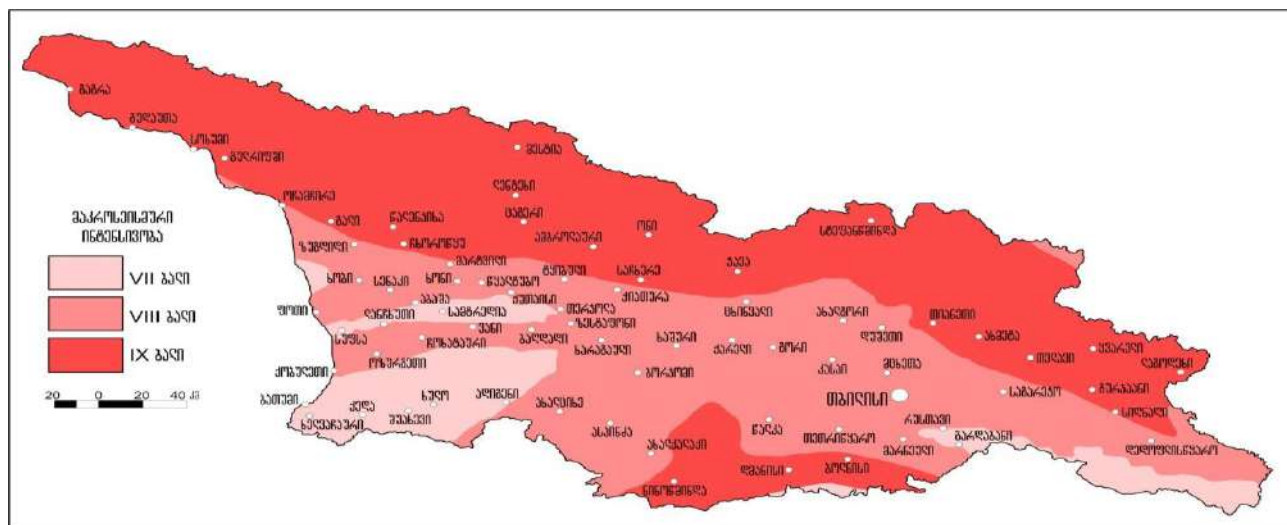 გაგრა
გუდაუთა
სოხუმი
გულრიფში
მესტია
ოჩამჩირე
ლენტეხი
მაკროსეისმური
ინტენსივობა
გალი
წალენჯიხა
ცაგერი
ონი
სტეფანწმინდა
ზუგდიდი
ჩხოროწყუ
ამბროლაური
VII ბალი
ხობი
სენაკი
მარტვილი
ხონი
წყალტუბო
ტყიბული
საჩხერე
ჯავა
VIII ბალი
ფოთი
აბაშა
სამტრედია
ქუთაისი
ჭიათურა
თერჯოლა
ცხინვალი
ახალგორი
თიანეთი
ახმეტა
ლანჩხუთი
ვანი
ზესტაფონი
დუშეთი
IX ბალი
სუფსა
ჩოხატაური
ბაღდადი
ხარაგაული
ხაშური
ქარელი
გორი
თელავი
ყვარელი
ლაგოდეხი
ქობულეთი
ოზურგეთი
ბორჯომი
კასპი
მცხეთა
20 0 20 40 კმ
ბათუმი
ქედა
ხულო
ადიგენი
ახალციხე
თბილისი
საგარეჯო
გურჯაანი
ხელვაჩაური
შუახევი
ასპინძა
წალკა
თეთრიწყარო
რუსთავი
სიღნაღი
ახალქალაქი
მარნეული
გარდაბანი
დედოფლისწყარო
ნინოწმინდა
დმანისი
ბოლნისი